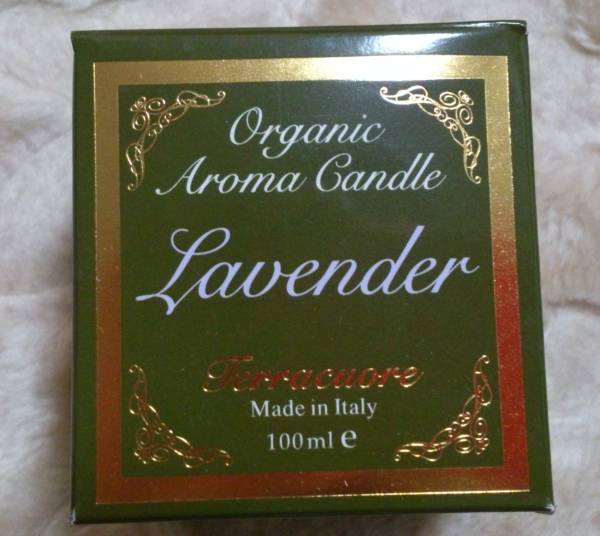 Organic
Aroma Candle
Lavender
Terracuore
Made in Italy
100ml e